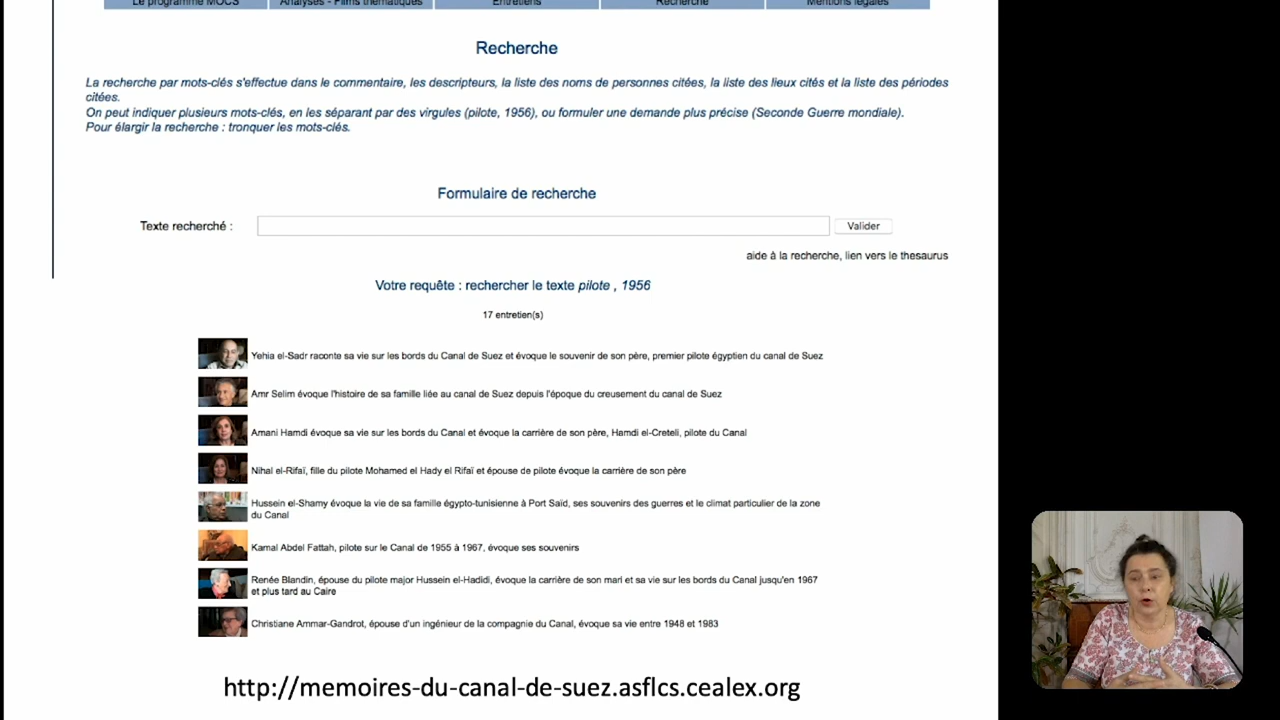 Le programme MOCS
Analyses - Films thématiques
Entretiens
Recherche
Mentions légales
Recherche
La recherche par mots-clés s'effectue dans le commentaire, les descripteurs, la liste des noms de personnes citées, la liste des lieux cités et la liste des périodes
citées.
On peut indiquer plusieurs mots-clés, en les séparant par des virgules (pilote, 1956), ou formuler une demande plus précise (Seconde Guerre mondiale).
Pour élargir la recherche : tronquer les mots-clés.
Formulaire de recherche
Texte recherché :
Valider
aide à la recherche, lien vers le thesaurus
Votre requête : rechercher le texte pilote , 1956
17 entretien(s)
Yehia el-Sadr raconte sa vie sur les bords du Canal de Suez et évoque le souvenir de son père, premier pilote égyptien du canal de Suez
Amr Selim évoque l'histoire de sa famille liée au canal de Suez depuis l'époque du creusement du canal de Suez
Amani Hamdi évoque sa vie sur les bords du Canal et évoque la carrière de son père, Hamdi el-Creteli, pilote du Canal
Nihal el-Rifaï, fille du pilote Mohamed el Hady el Rifaï et épouse de pilote évoque la carrière de son père
Hussein el-Shamy évoque la vie de sa famille égypto-tunisienne à Port Saïd, ses souvenirs des guerres et le climat particulier de la zone
du Canal
Kamal Abdel Fattah, pilote sur le Canal de 1955 à 1967, évoque ses souvenirs
Renée Blandin, épouse du pilote major Hussein el-Hadidi, évoque la carrière de son mari et sa vie sur les bords du Canal jusqu'en 1967
et plus tard au Caire
Christiane Ammar-Gandrot, épouse d'un ingénieur de la compagnie du Canal, évoque sa vie entre 1948 et 1983
http://memoires-du-canal-de-suez.asflcs.cealex.org